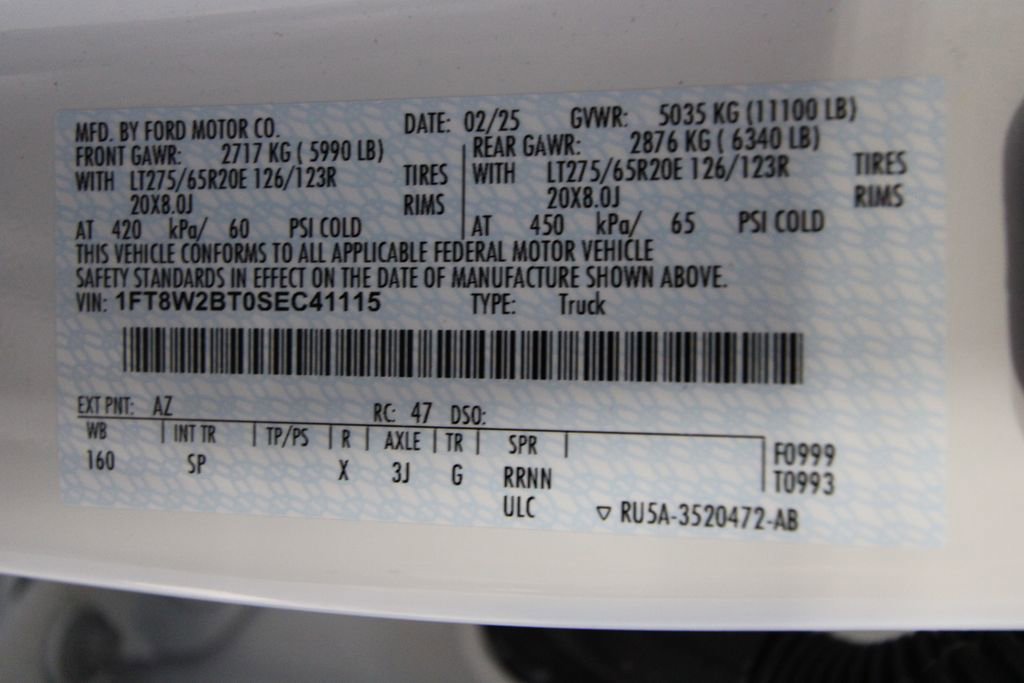 MFD. BY FORD MOTOR CO. DATE: 02/25 GVWR: 5035 KG (11100 LB)
FRONT GAWR: 2717 KG ( 5990 LB) REAR GAWR: 2876 KG ( 6340 LB)
WITH LT275/65R20E 126/123R TIRES WITH LT275/65R20E 126/123R TIRES
20X8.0J RIMS 20X8.0J RIMS
AT 420 kPa/ 60 PSI COLD AT 450 kPa/ 65 PSI COLD
THIS VEHICLE CONFORMS TO ALL APPLICABLE FEDERAL MOTOR VEHICLE
SAFETY STANDARDS IN EFFECT ON THE DATE OF MANUFACTURE SHOWN ABOVE.
VIN: 1FT8W2BT0SEC41115 TYPE: Truck
EXT PNT: AZ RC: 47 DSO:
WB INT TR TP/PS R AXLE TR SPR F0999
160 SP X 3J G RRNN T0993
ULC ▽ RU5A-3520472-AB